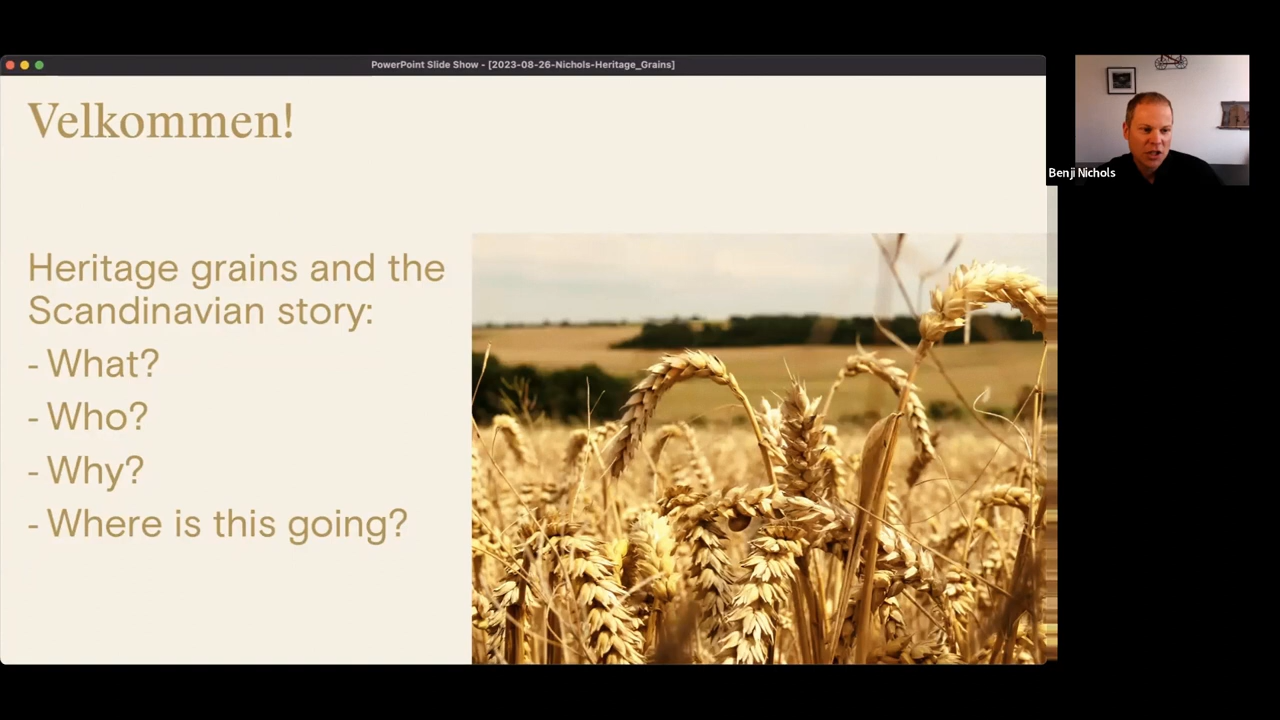 PowerPoint Slide Show - [2023-08-26-Nichols-Heritage_Grains]
Velkommen!
Heritage grains and the
Scandinavian story:
- What?
- Who?
- Why?
- Where is this going?
Benji Nichols